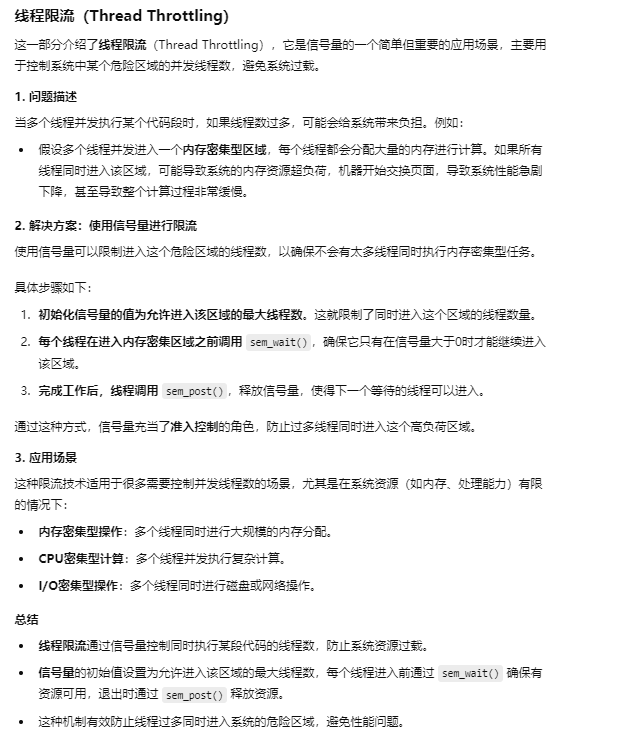 线程限流（Thread Throttling）
这一部分介绍了线程限流（Thread Throttling），它是信号量的一个简单但重要的应用场景，主要用
于控制系统中某个危险区域的并发线程数，避免系统过载。
1. 问题描述
当多个线程并发执行某个代码段时，如果线程数过多，可能会给系统带来负担。例如：
• 假设多个线程并发进入一个内存密集型区域，每个线程都会分配大量的内存进行计算。如果所有
线程同时进入该区域，可能导致系统的内存资源超负荷，机器开始交换页面，导致系统性能急剧
下降，甚至导致整个计算过程非常缓慢。
2. 解决方案：使用信号量进行限流
使用信号量可以限制进入这个危险区域的线程数，以确保不会有太多线程同时执行内存密集型任务。
具体步骤如下：
1. 初始化信号量的值为允许进入该区域的最大线程数。这就限制了同时进入这个区域的线程数量。
2. 每个线程在进入内存密集区域之前调用 sem_wait()，确保它只有在信号量大于0时才能继续进入
该区域。
3. 完成工作后，线程调用 sem_post()，释放信号量，使得下一个等待的线程可以进入。
通过这种方式，信号量充当了准入控制的角色，防止过多线程同时进入这个高负荷区域。
3. 应用场景
这种限流技术适用于很多需要控制并发线程数的场景，尤其是在系统资源（如内存、处理能力）有限
的情况下：
• 内存密集型操作：多个线程同时进行大规模的内存分配。
• CPU密集型计算：多个线程并发执行复杂计算。
• I/O密集型操作：多个线程同时进行磁盘或网络操作。
总结
• 线程限流通过信号量控制同时执行某段代码的线程数，防止系统资源过载。
• 信号量的初始值设置为允许进入该区域的最大线程数，每个线程进入前通过 sem_wait() 确保有
资源可用，退出时通过 sem_post() 释放资源。
• 这种机制有效防止线程过多同时进入系统的危险区域，避免性能问题。